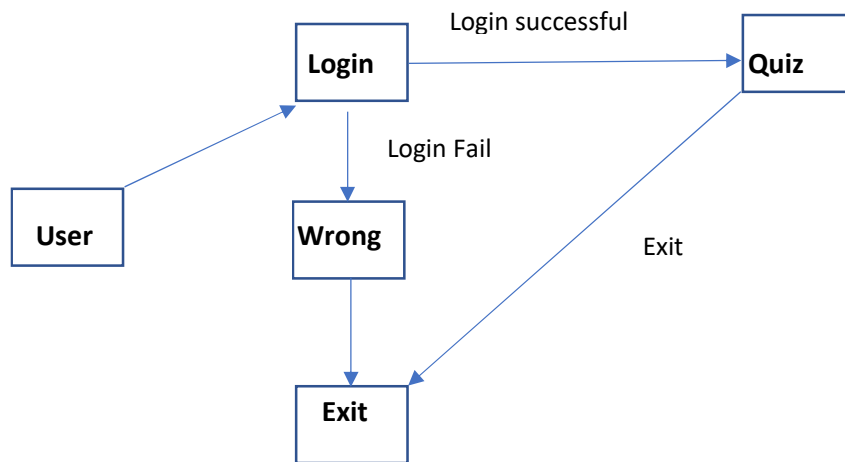 Login successful
Login
Quiz
Login Fail
User
Wrong
Exit
Exit